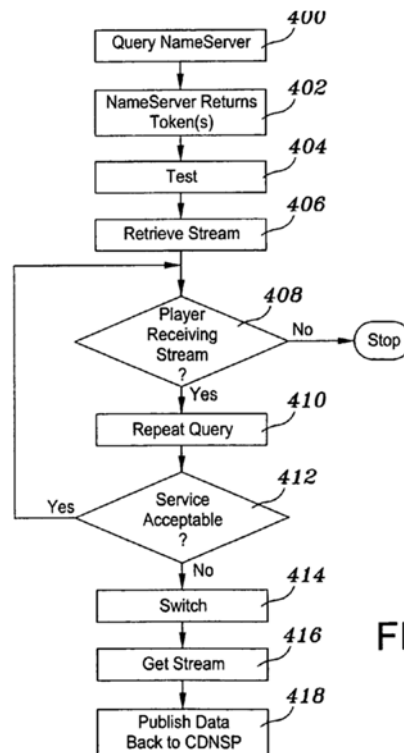 400
Query NameServer
402
NameServer Returns
Token(s)
404
Test
406
Retrieve Stream
408
Player
Receiving
Stream
?
No
Stop
Yes
410
Repeat Query
412
Yes
Service
Acceptable
?
No
414
Switch
416
Get Stream
418
Publish Data
Back to CDNSP